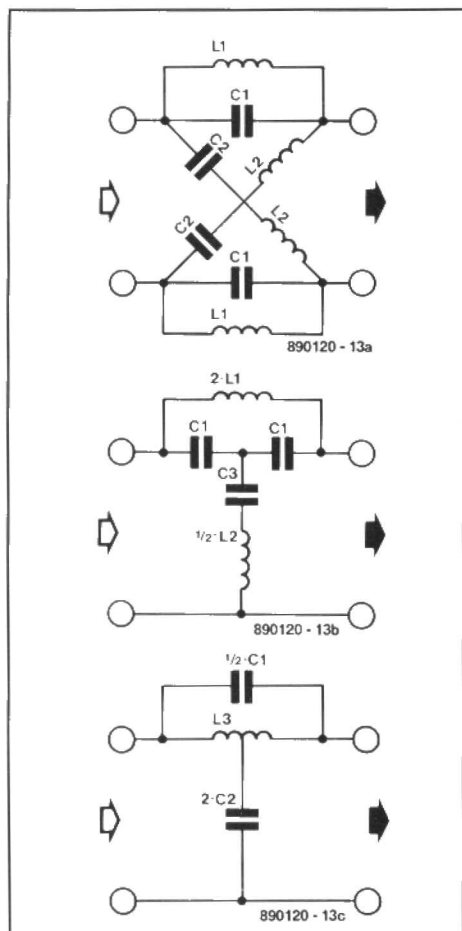 L1
C1
C2
L2
C2
L2
C1
L1
890120 - 13a
2·L1
C1
C1
C3
1/2·L2
890120 - 13b
1/2·C1
L3
2·C2
890120 - 13c